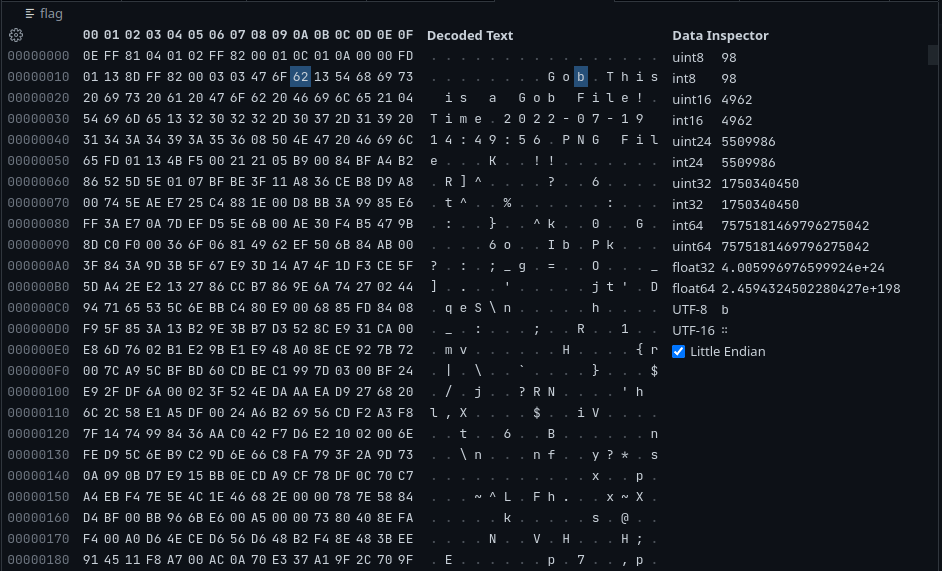 flag
00 01 02 03 04 05 06 07 08 09 0A 0B 0C 0D 0E 0F Decoded Text
00000000 0E FF 81 04 01 02 FF 82 00 01 0C 01 0A 00 00 FD ................
00000010 01 13 8D FF 82 00 03 03 47 6F 62 13 54 68 69 73 ........Gob.This
00000020 20 69 73 20 61 20 47 6F 62 20 46 69 6C 65 21 04  is a Gob File!.
00000030 54 69 6D 65 13 32 30 32 32 2D 30 37 2D 31 39 20 Time.2022-07-19
00000040 31 34 3A 34 39 3A 35 36 08 50 4E 47 20 46 69 6C 14:49:56.PNG Fil
00000050 65 FD 01 13 4B F5 00 21 21 05 B9 00 84 BF A4 B2 e...K..!!.......
00000060 86 52 5D 5E 01 07 BF BE 3F 11 A8 36 CE B8 D9 A8 .R]^....?..6....
00000070 00 74 5E AE E7 25 C4 88 1E 00 D8 BB 3A 99 85 E6 .t^..%......:...
00000080 FF 3A E7 0A 7D EF D5 5E 6B 00 AE 30 F4 B5 47 9B .:..}..^k..0..G.
00000090 8D C0 F0 00 36 6F 06 81 49 62 EF 50 6B 84 AB 00 ....6o..Ib.Pk...
000000A0 3F 84 3A 9D 3B 5F 67 E9 3D 14 A7 4F 1D F3 CE 5F ?.:.;_g.=..O..._
000000B0 5D A4 2E E2 13 27 86 CC B7 86 9E 6A 74 27 02 44 ]....'.....jt'.D
000000C0 94 71 65 53 5C 6E BB C4 80 E9 00 68 85 FD 84 08 .qeS\n.....h....
000000D0 F9 5F 85 3A 13 B2 9E 3B B7 D3 52 8C E9 31 CA 00 ._.:...;..R..1..
000000E0 E8 6D 76 02 B1 E2 9B E1 E9 48 A0 8E CE 92 7B 72 .mv......H....{r
000000F0 00 7C A9 5C BF BD 60 CD BE C1 99 7D 03 00 BF 24 .|.\..`....}...$
00000100 E9 2F DF 6A 00 02 3F 52 4E DA AA EA D9 27 68 20 ./.j..?RN....'h
00000110 6C 2C 58 E1 A5 DF 00 24 A6 B2 69 56 CD F2 A3 F8 l,X....$..iV....
00000120 7F 14 74 99 84 36 AA C0 42 F7 D6 E2 10 02 00 6E ..t..6..B......n
00000130 FE D9 5C 6E B9 C2 9D 6E 66 C8 FA 79 3F 2A 9D 73 ..\n...nf..y?*.s
00000140 0A 09 0B D7 E9 15 BB 0E CD A9 CF 78 DF 0C 70 C7 ...........x..p.
00000150 A4 EB F4 7E 5E 4C 1E 46 68 2E 00 00 78 7E 58 84 ...~^L.Fh...x~X.
00000160 D4 BF 00 BB 96 6B E6 00 A5 00 00 73 80 40 8E FA .....k.....s.@..
00000170 F4 00 A0 D6 4E CE D6 56 D6 48 B2 F4 8E 48 3B EE ....N..V.H...H;.
00000180 91 45 11 F8 A7 00 AC 0A 70 E3 37 A1 9F 2C 70 9F .E......p.7..,p.
Data Inspector
uint8 98
int8 98
uint16 4962
int16 4962
uint24 5509986
int24 5509986
uint32 1750340450
int32 1750340450
int64 7575181469796275042
uint64 7575181469796275042
float32 4.005996976599924e+24
float64 2.4594324502280427e+198
UTF-8 b
UTF-16
Little Endian